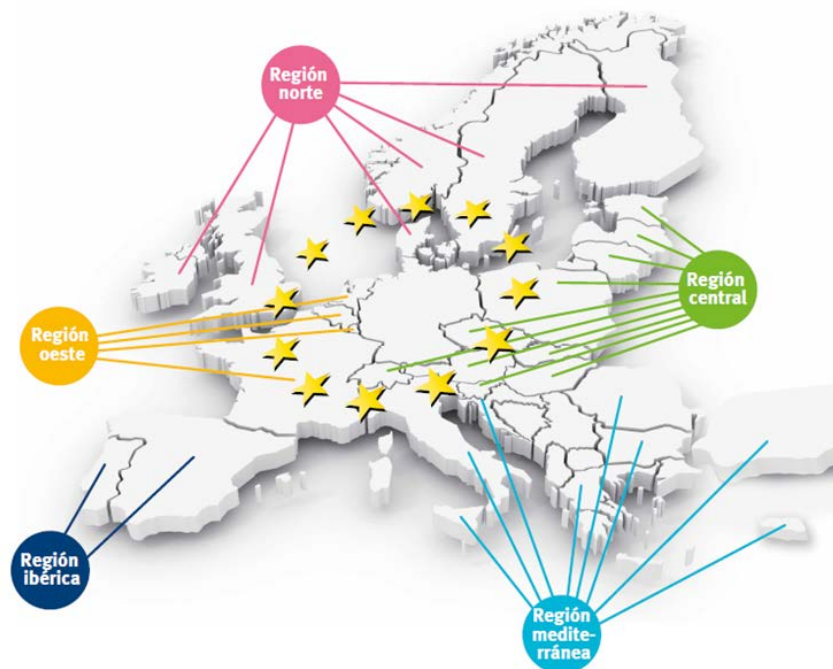 Región
norte
Región
central
Región
oeste
Región
ibérica
Región
medite-
rránea